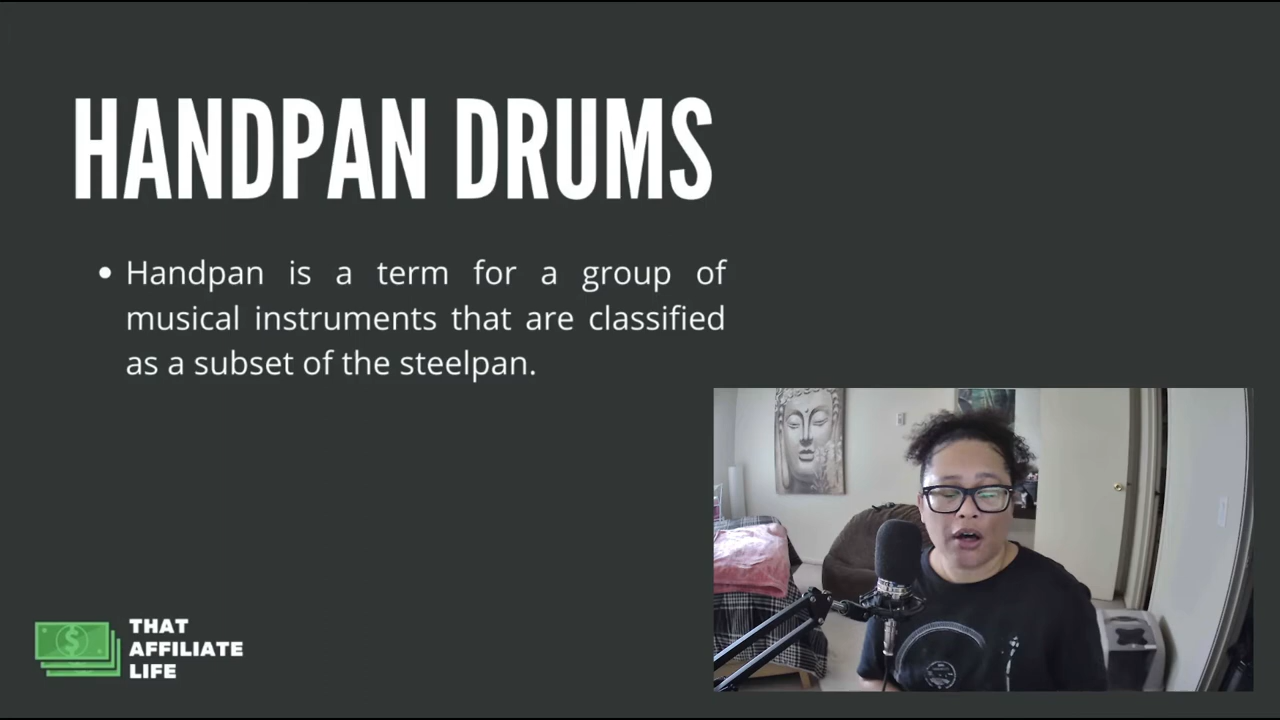 HANDPAN DRUMS
• Handpan is a term for a group of
musical instruments that are classified
as a subset of the steelpan.
THAT
AFFILIATE
LIFE